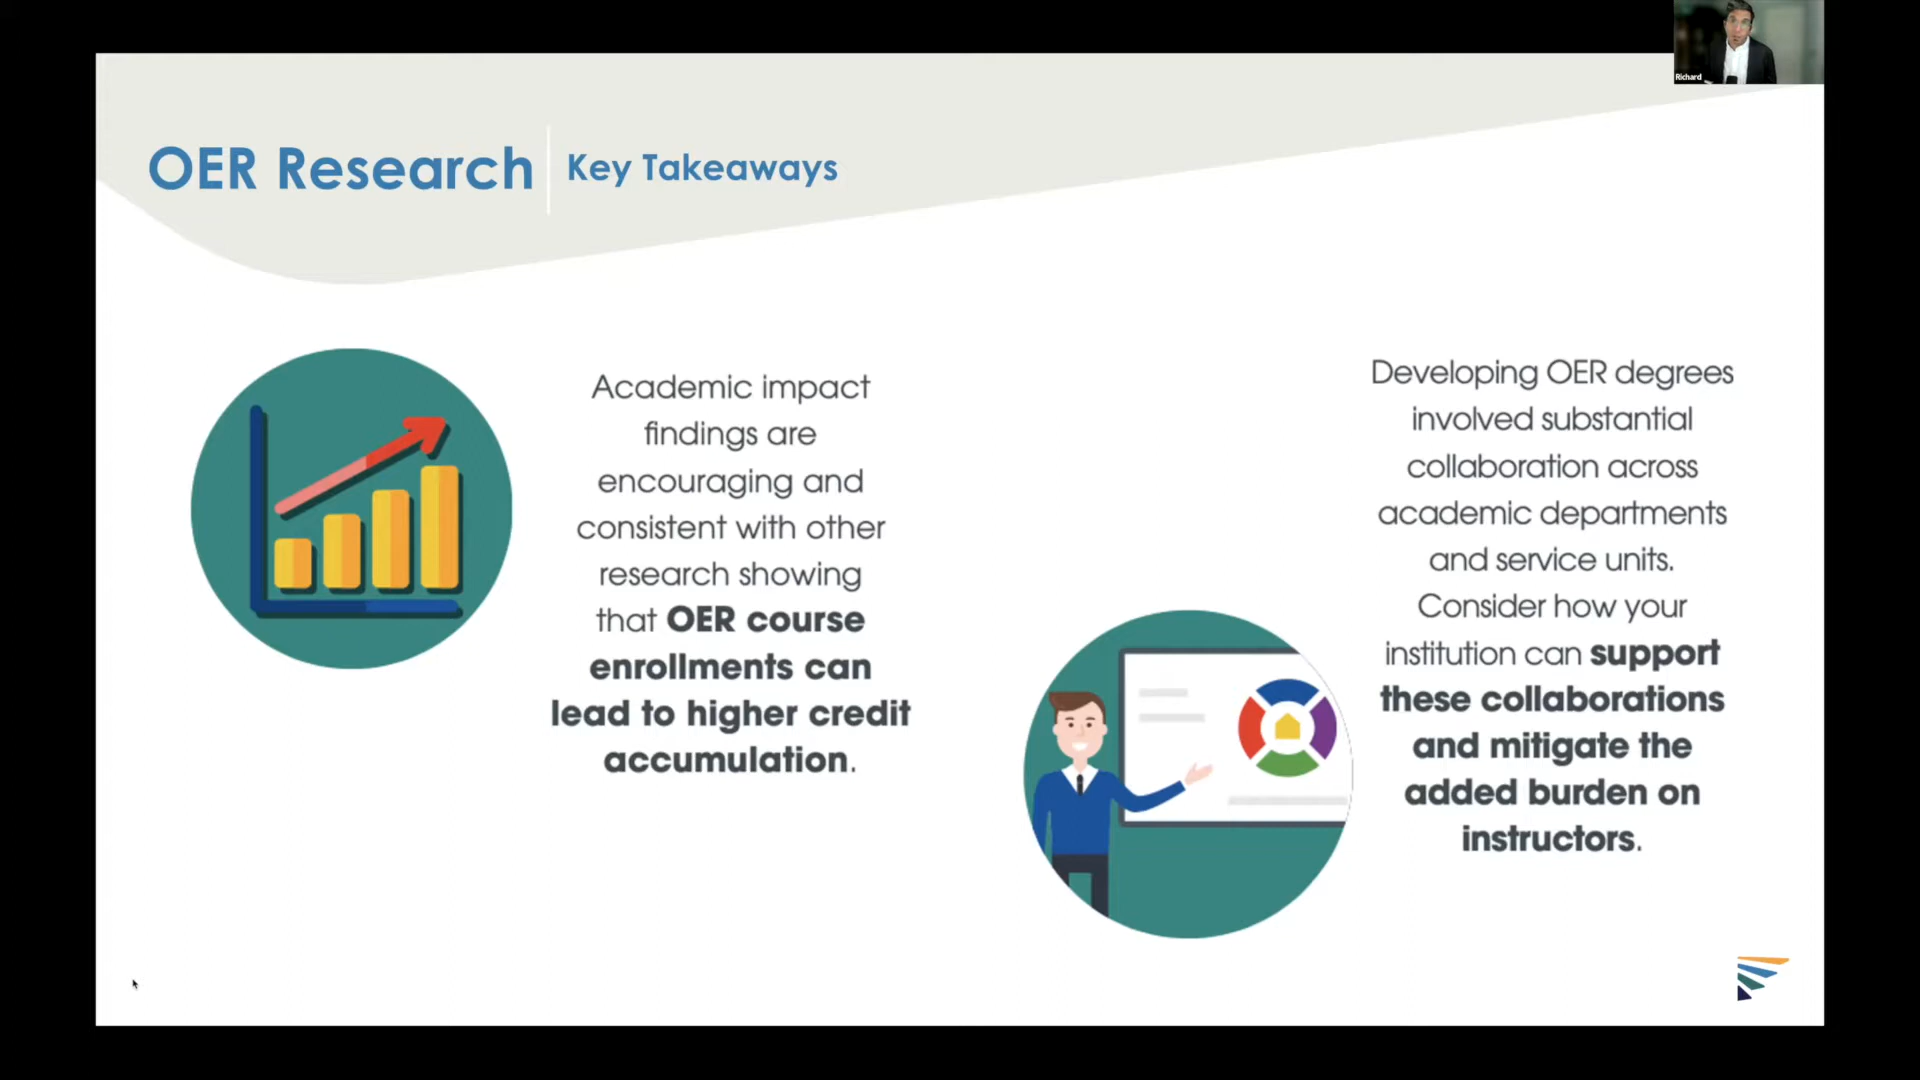 Richard
OER Research
Key Takeaways
Academic impact
findings are
encouraging and
consistent with other
research showing
that OER course
enrollments can
lead to higher credit
accumulation.
Developing OER degrees
involved substantial
collaboration across
academic departments
and service units.
Consider how your
institution can support
these collaborations
and mitigate the
added burden on
instructors.